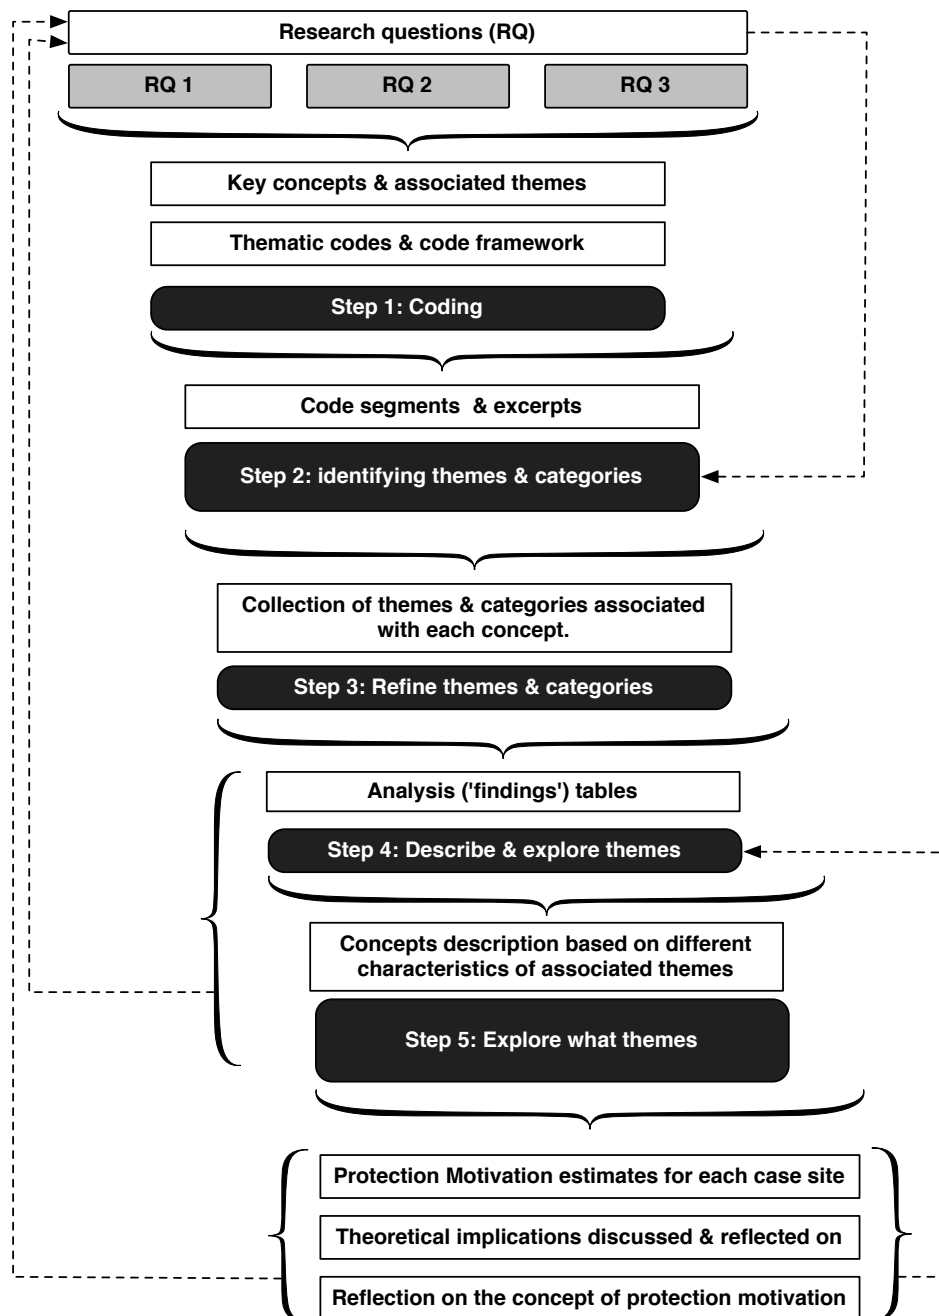 Research questions (RQ)
RQ 1
RQ 2
RQ 3
Key concepts & associated themes
Thematic codes & code framework
Step 1: Coding
Code segments & excerpts
Step 2: identifying themes & categories
Collection of themes & categories associated
with each concept.
Step 3: Refine themes & categories
Analysis ('findings') tables
Step 4: Describe & explore themes
Concepts description based on different
characteristics of associated themes
Step 5: Explore what themes
Protection Motivation estimates for each case site
Theoretical implications discussed & reflected on
Reflection on the concept of protection motivation